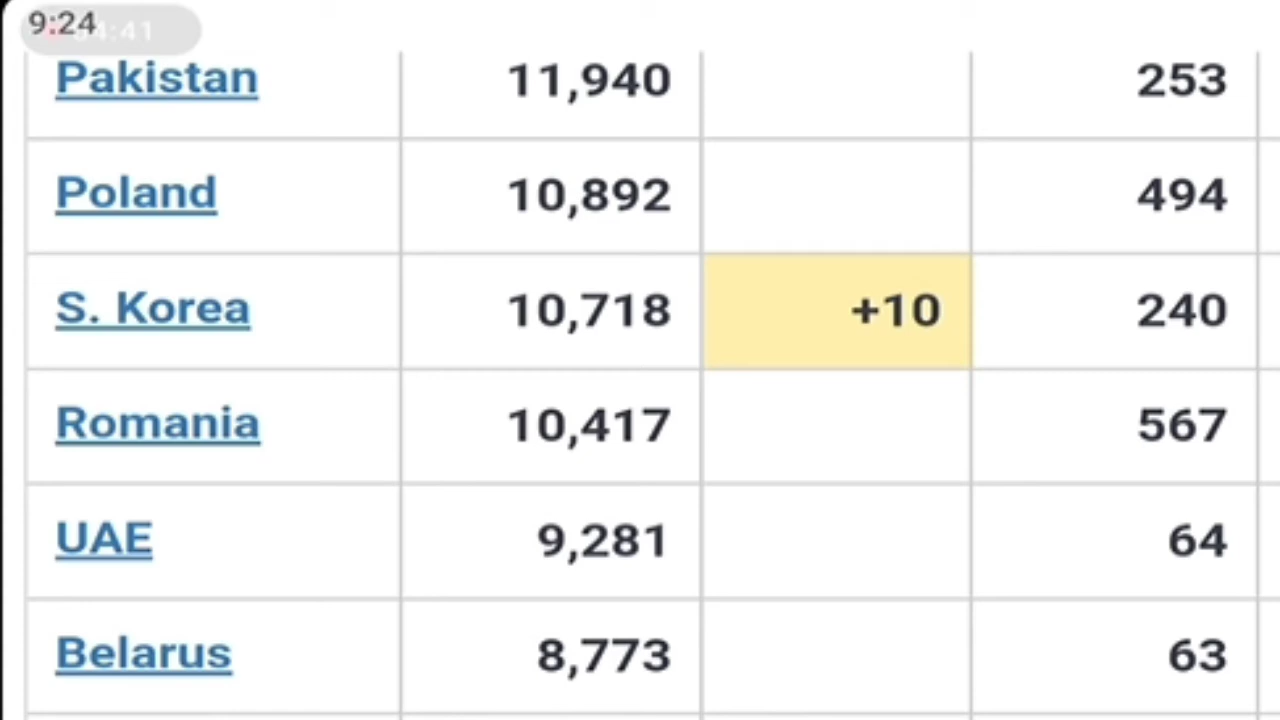 9:24
Pakistan 11,940 253
Poland 10,892 494
S. Korea 10,718 +10 240
Romania 10,417 567
UAE 9,281 64
Belarus 8,773 63